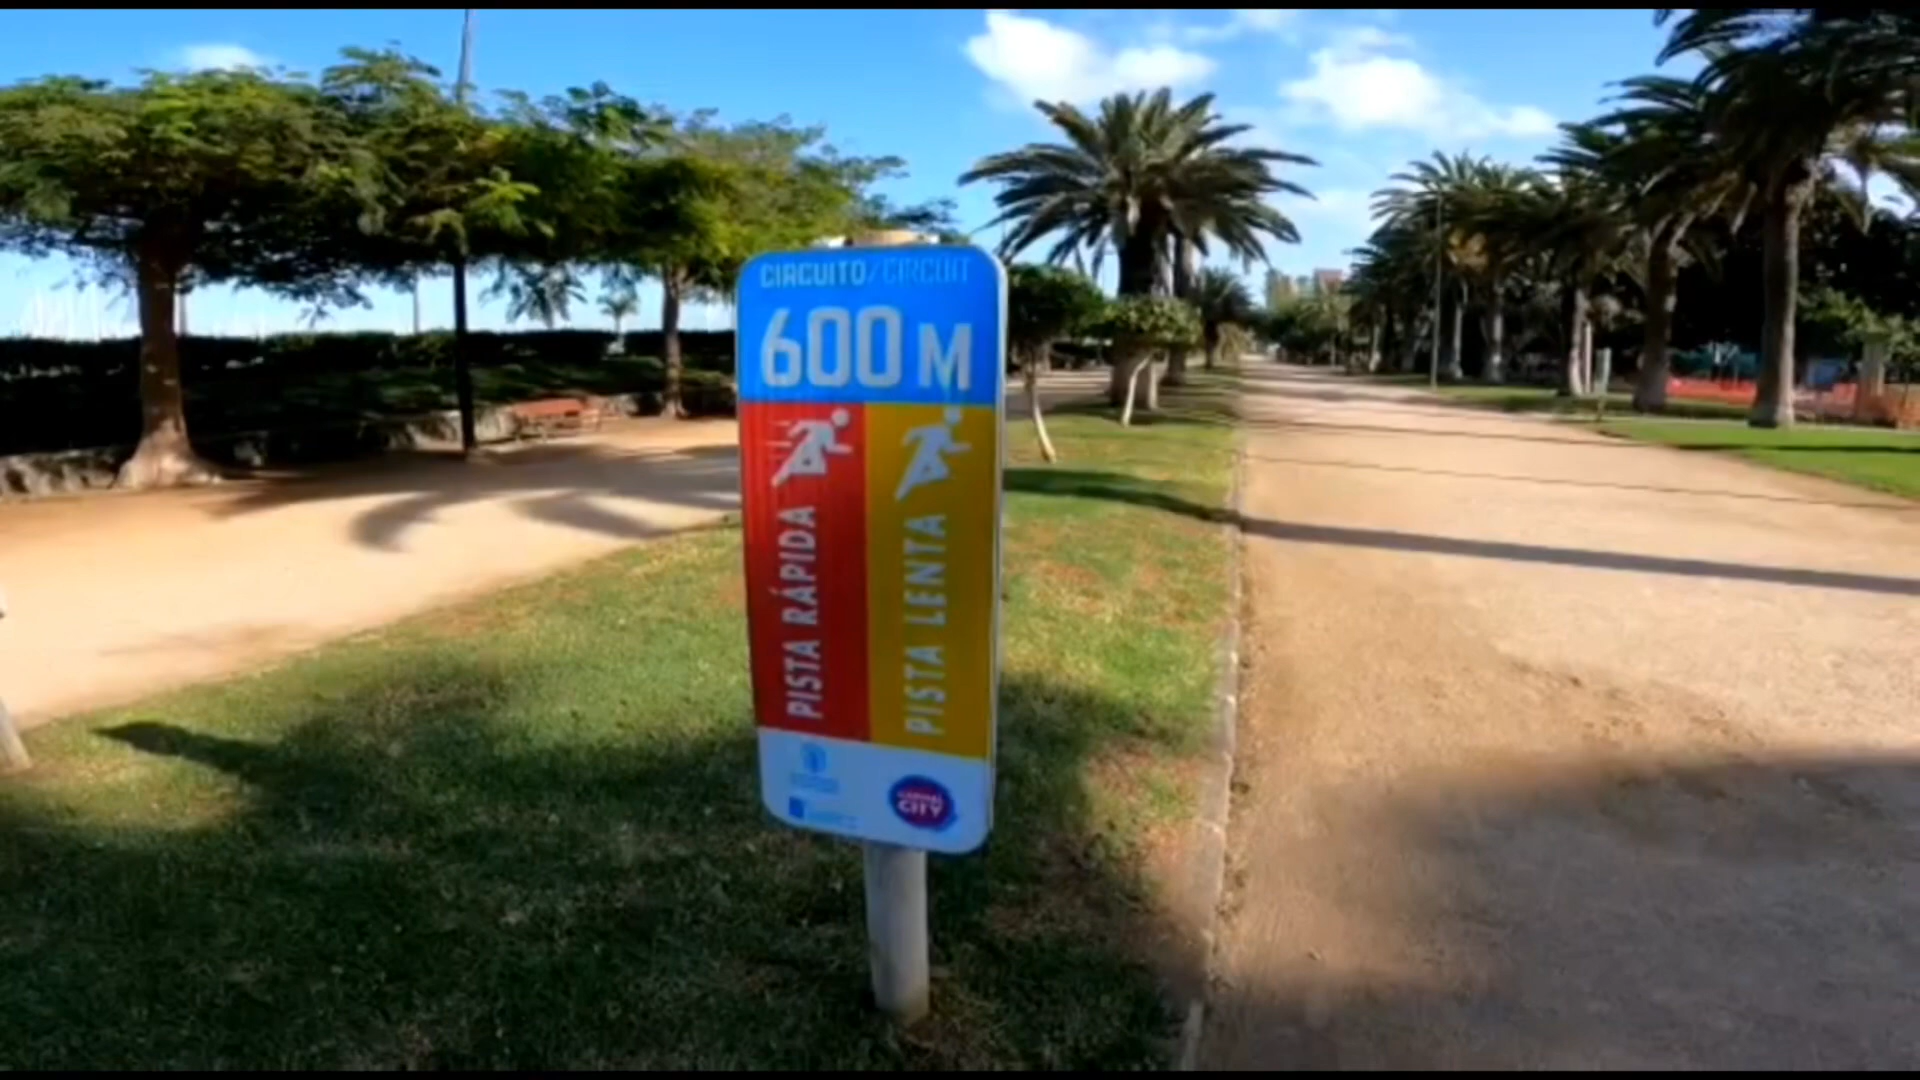 CIRCUITO/CIRCUIT
600 M
PISTA RÁPIDA
PISTA LENTA
CITY